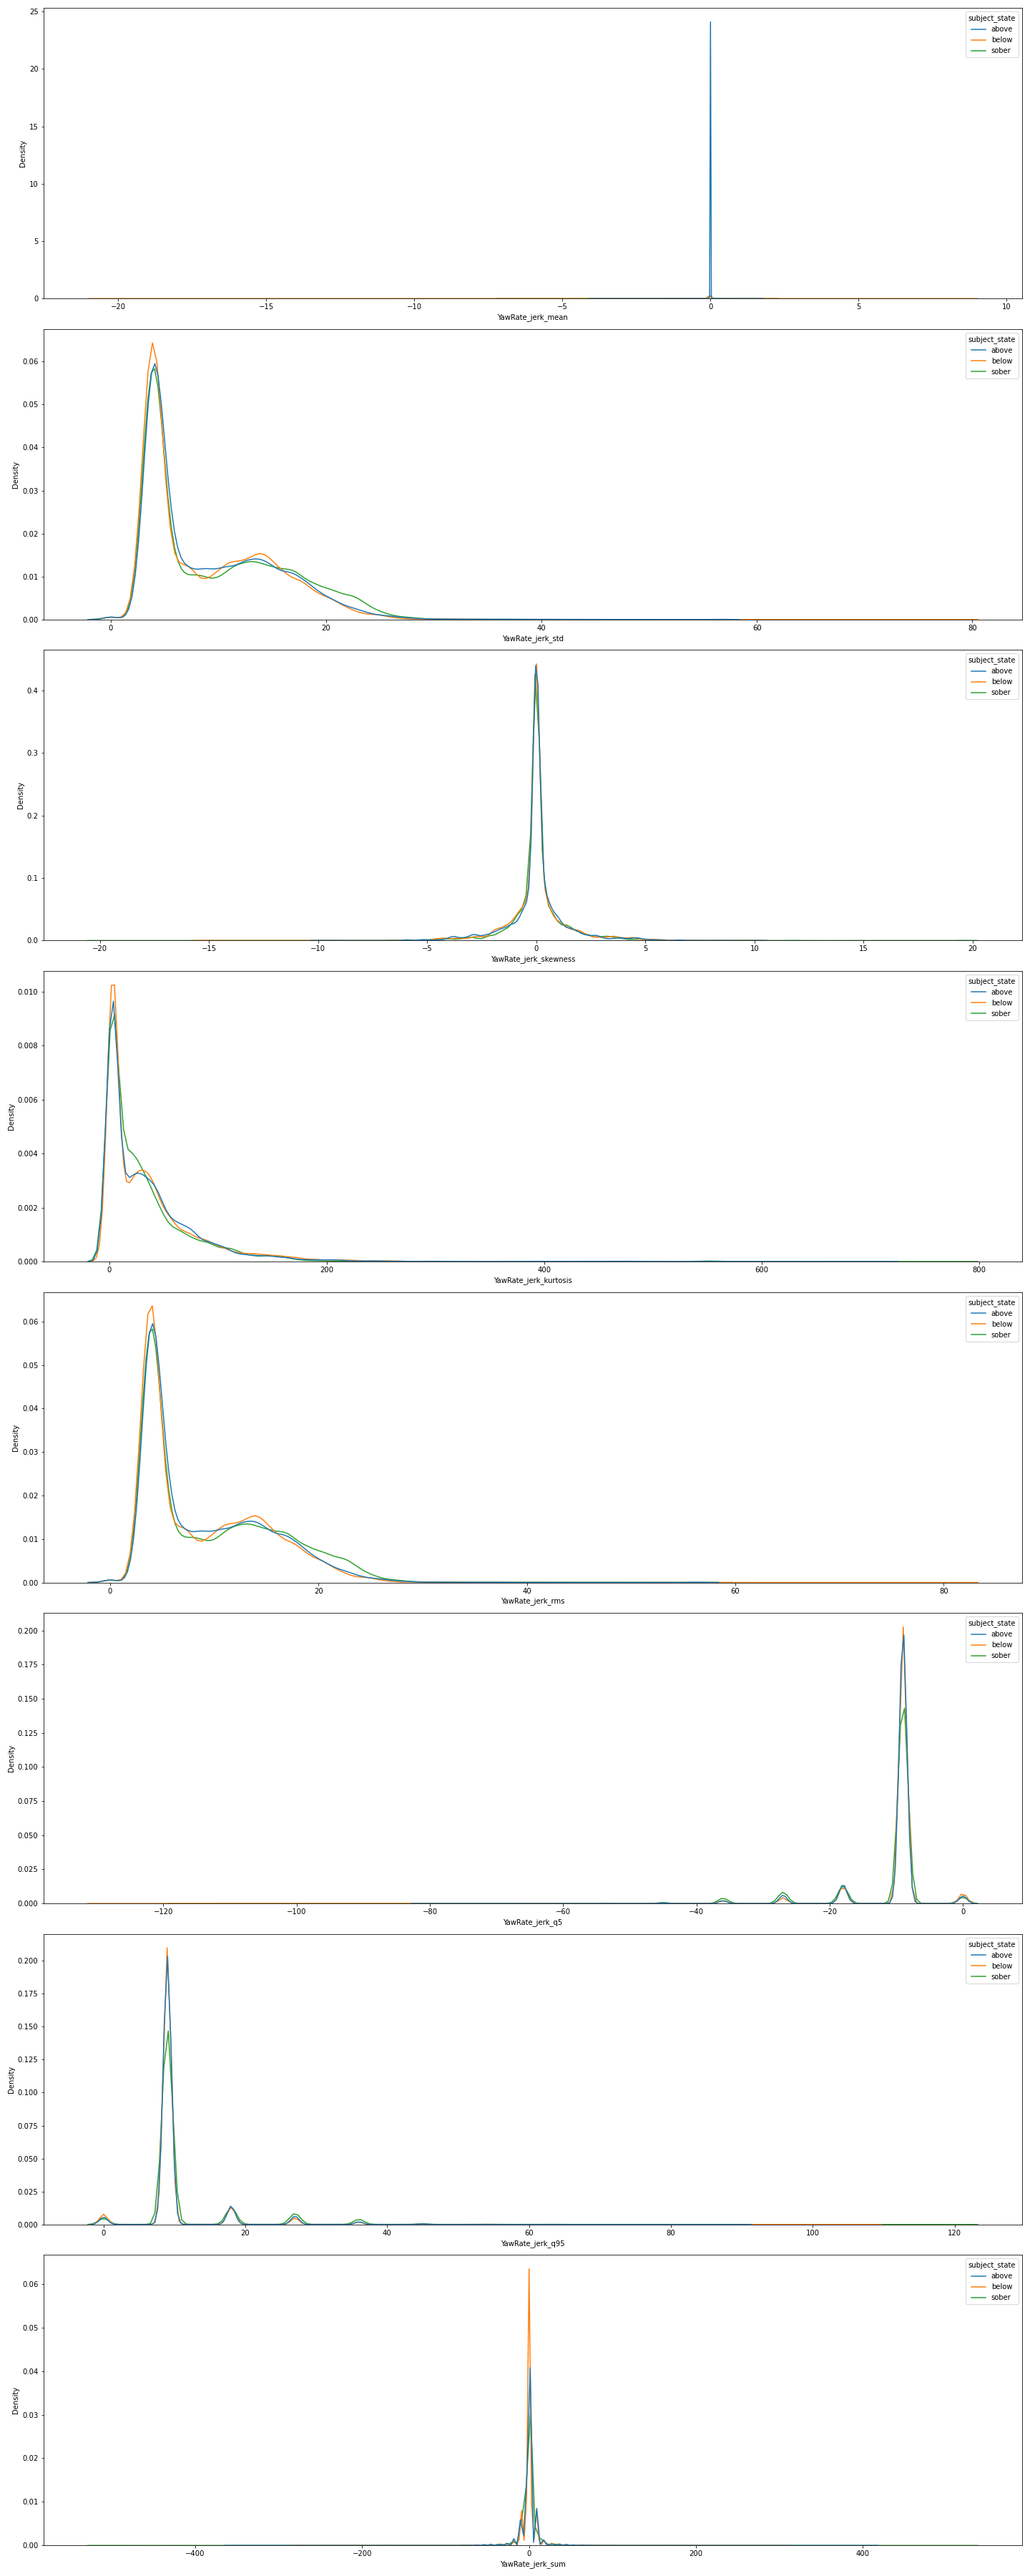 25
20
15
10
5
0
Density
subject_state
above
below
sober
−20
−15
−10
−5
0
5
10
YawRate_jerk_mean
0.06
0.05
0.04
0.03
0.02
0.01
0.00
Density
subject_state
above
below
sober
0
20
40
60
80
YawRate_jerk_std
0.4
0.3
0.2
0.1
0.0
Density
subject_state
above
below
sober
−20
−15
−10
−5
0
5
10
15
20
YawRate_jerk_skewness
0.010
0.008
0.006
0.004
0.002
0.000
Density
subject_state
above
below
sober
0
200
400
600
800
YawRate_jerk_kurtosis
0.06
0.05
0.04
0.03
0.02
0.01
0.00
Density
subject_state
above
below
sober
0
20
40
60
80
YawRate_jerk_rms
0.200
0.175
0.150
0.125
0.100
0.075
0.050
0.025
0.000
Density
subject_state
above
below
sober
−120
−100
−80
−60
−40
−20
0
YawRate_jerk_q5
0.200
0.175
0.150
0.125
0.100
0.075
0.050
0.025
0.000
Density
subject_state
above
below
sober
0
20
40
60
80
100
120
YawRate_jerk_q95
0.06
0.05
0.04
0.03
0.02
0.01
0.00
Density
subject_state
above
below
sober
−400
−200
0
200
400
YawRate_jerk_sum